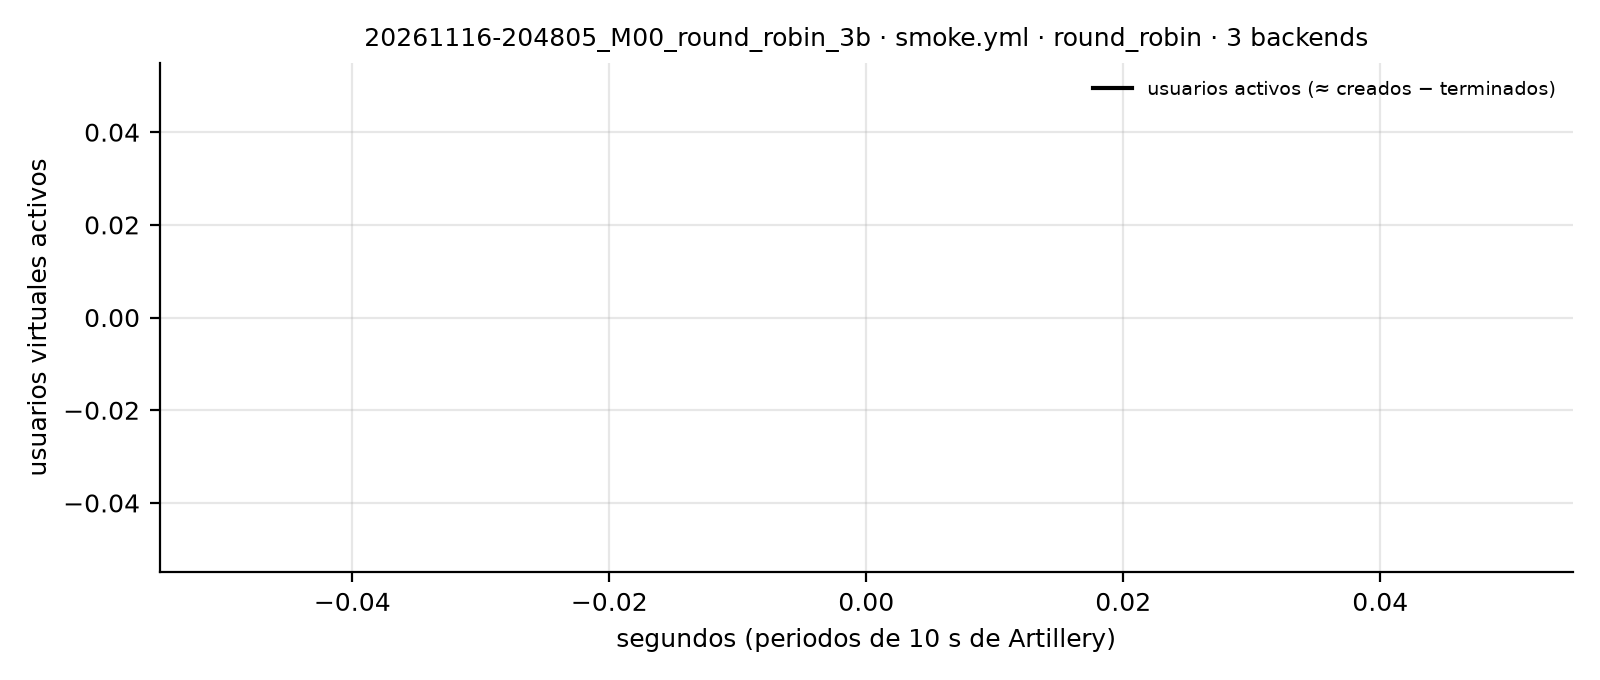 20261116-204805_M00_round_robin_3b · smoke.yml · round_robin · 3 backends
usuarios activos (≈ creados − terminados)
usuarios virtuales activos
0.04
0.02
0.00
−0.02
−0.04
−0.04
−0.02
0.00
0.02
0.04
segundos (periodos de 10 s de Artillery)